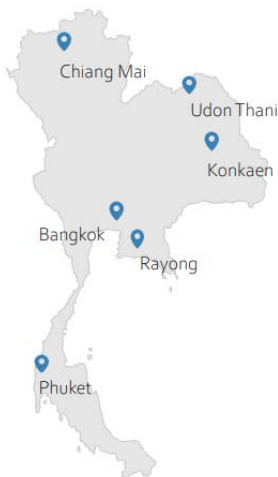 Chiang Mai
Udon Thani
Konkaen
Bangkok
Rayong
Phuket